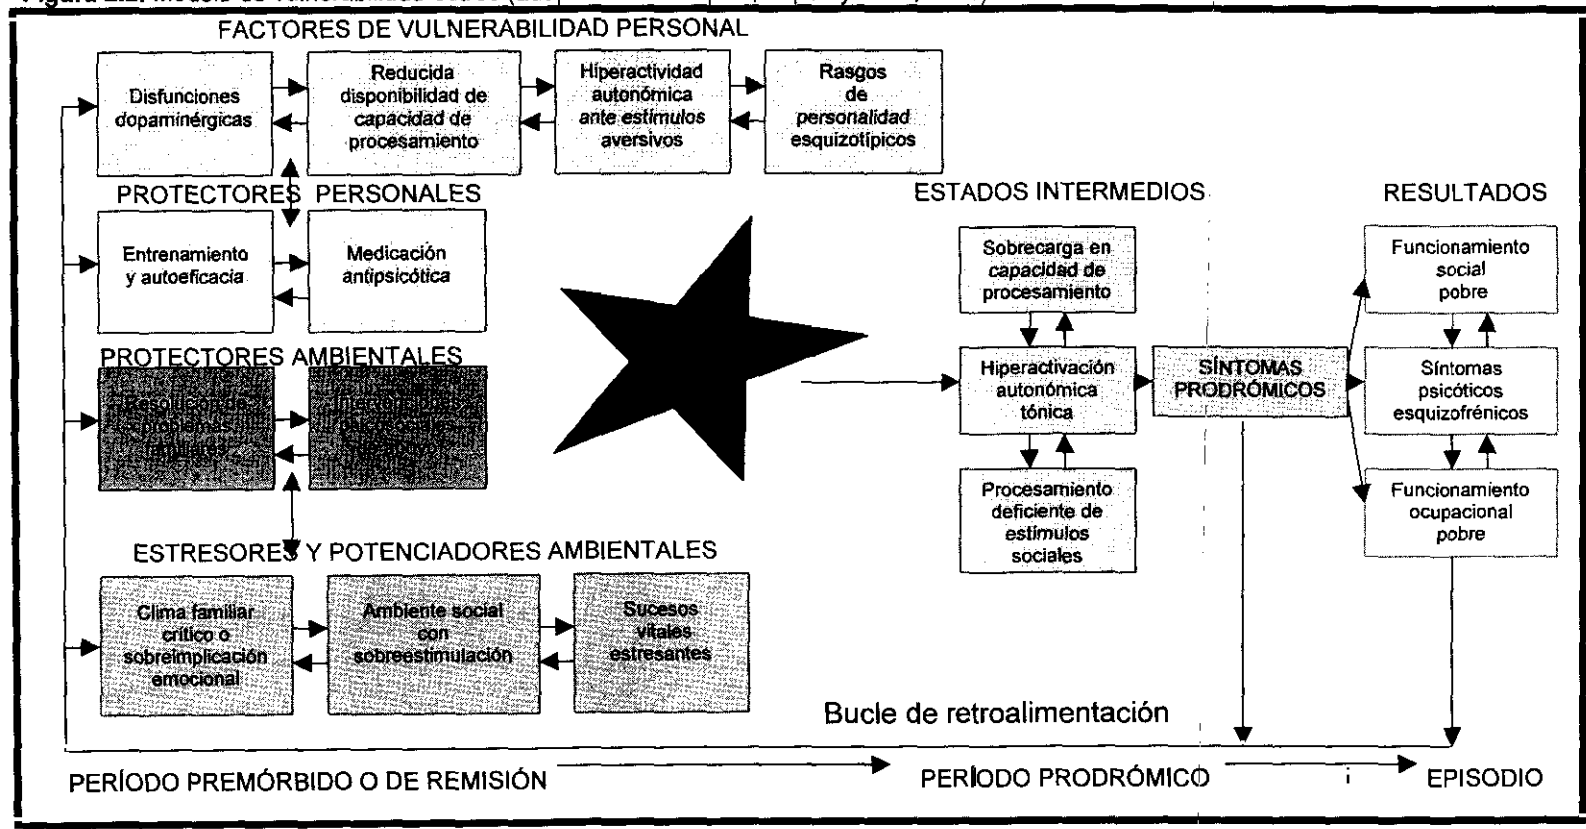 FACTORES DE VULNERABILIDAD PERSONAL
Disfunciones
dopaminérgicas
Reducida
disponibilidad de
capacidad de
procesamiento
Hiperactividad
autonómica
ante estímulos
aversivos
Rasgos
de
personalidad
esquizotípicos
PROTECTORES PERSONALES
Entrenamiento
y autoeficacia
Medicación
antipsicótica
PROTECTORES AMBIENTALES
problemas
familiares
ESTRESORES Y POTENCIADORES AMBIENTALES
Clima familiar
crítico o
sobreimplicación
emocional
Ambiente social
con
sobreestimulación
Sucesos
vitales
estresantes
ESTADOS INTERMEDIOS
Sobrecarga en
capacidad de
procesamiento
Hiperactivación
autonómica
tónica
Procesamiento
deficiente de
estímulos
sociales
SÍNTOMAS
PRODRÓMICOS
RESULTADOS
Funcionamiento
social
pobre
Síntomas
psicóticos
esquizofrénicos
Funcionamiento
ocupacional
pobre
Bucle de retroalimentación
PERÍODO PREMÓRBIDO O DE REMISIÓN
PERÍODO PRODRÓMICO
EPISODIO